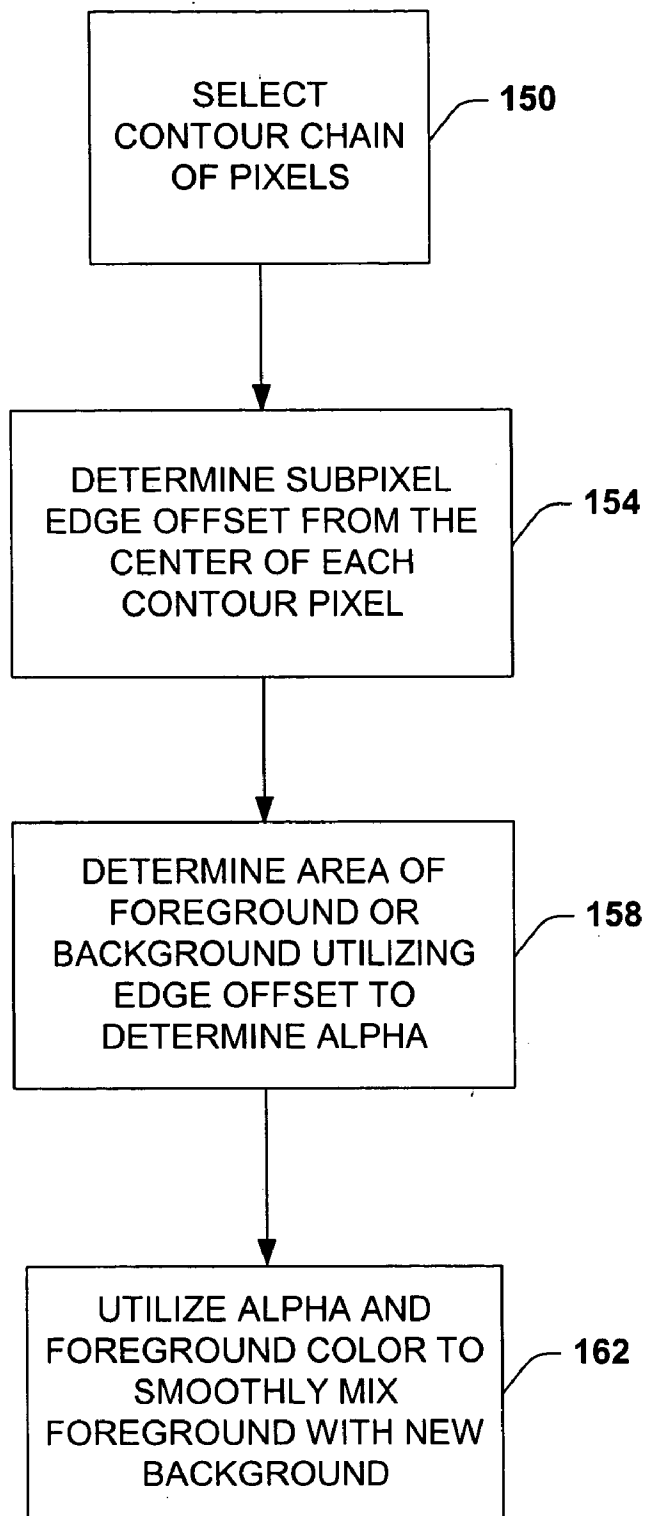 SELECT
CONTOUR CHAIN
OF PIXELS
150
DETERMINE SUBPIXEL
EDGE OFFSET FROM THE
CENTER OF EACH
CONTOUR PIXEL
154
DETERMINE AREA OF
FOREGROUND OR
BACKGROUND UTILIZING
EDGE OFFSET TO
DETERMINE ALPHA
158
UTILIZE ALPHA AND
FOREGROUND COLOR TO
SMOOTHLY MIX
FOREGROUND WITH NEW
BACKGROUND
162